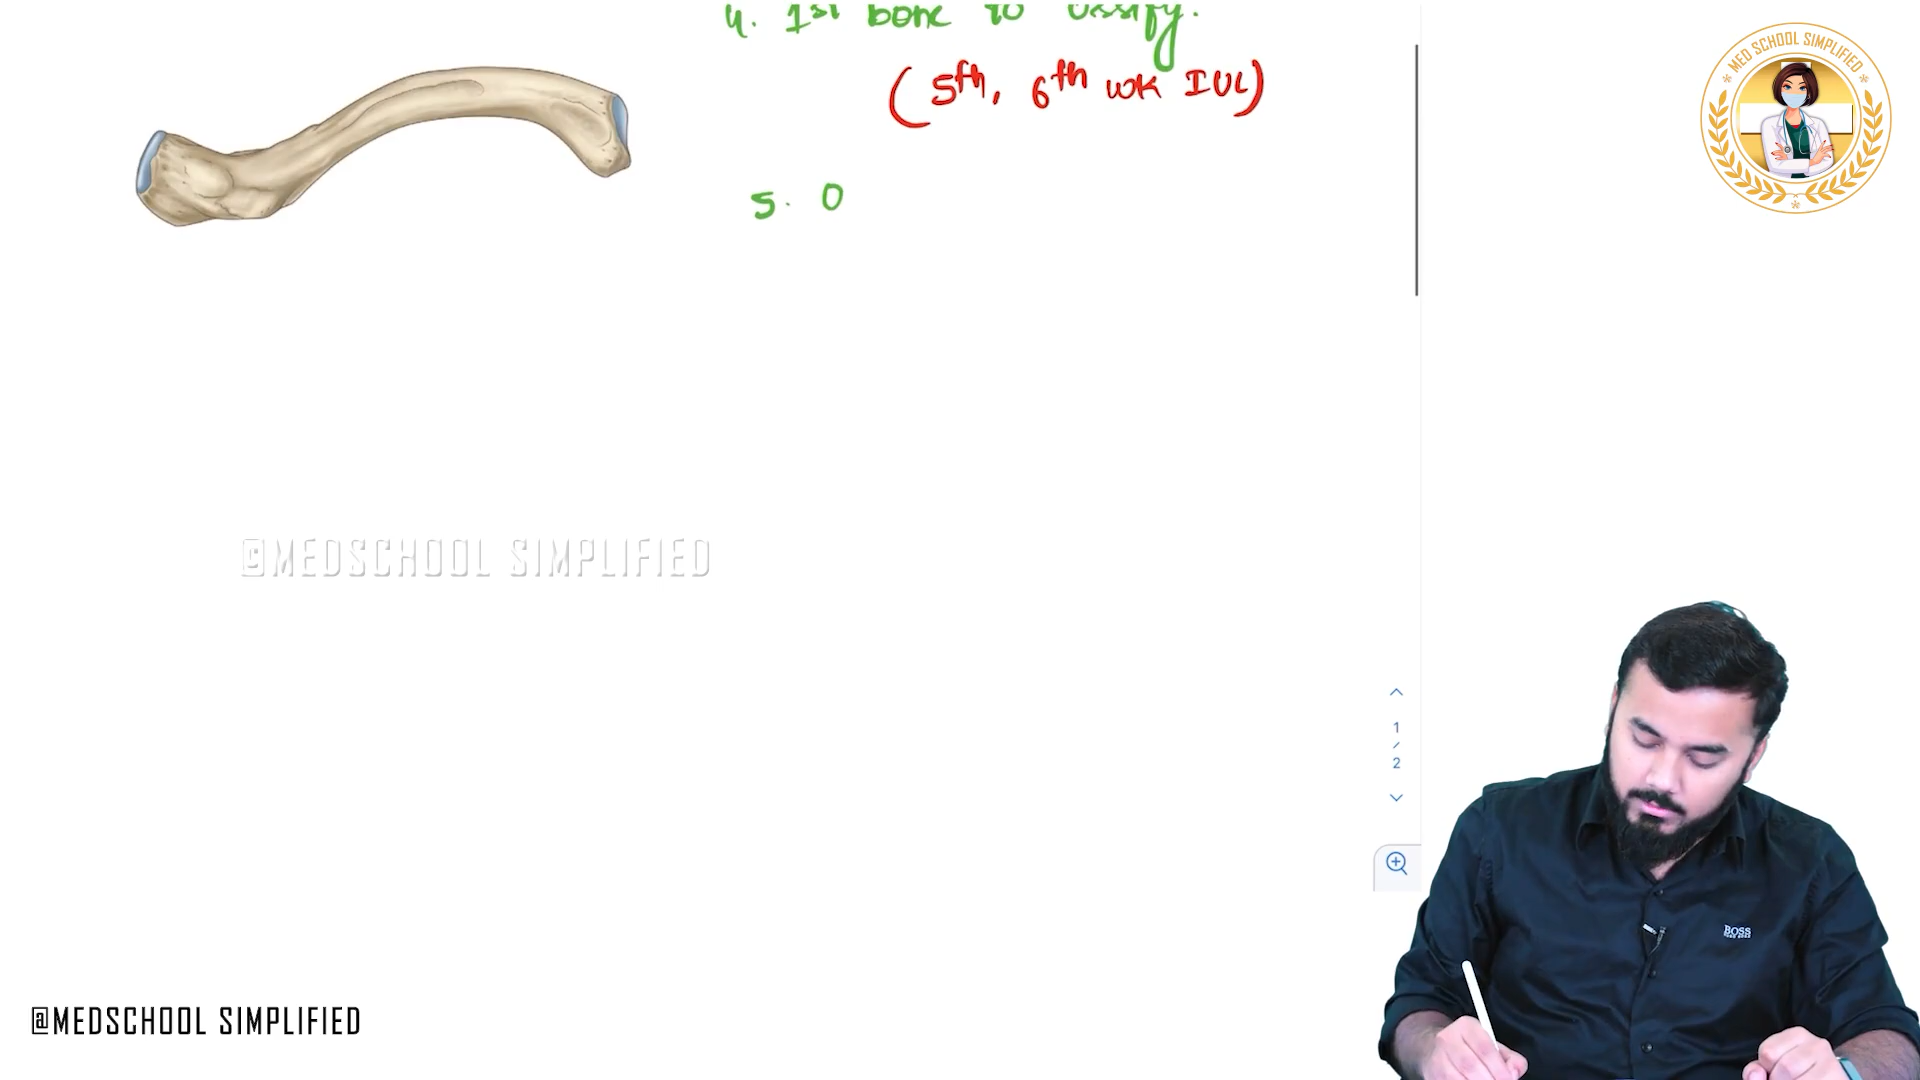 4. 1st bone to ossify.
(5th, 6th wk IUL)
5. O
MED SCHOOL SIMPLIFIED
@MEDSCHOOL SIMPLIFIED
1
/
2
BOSS
@MEDSCHOOL SIMPLIFIED